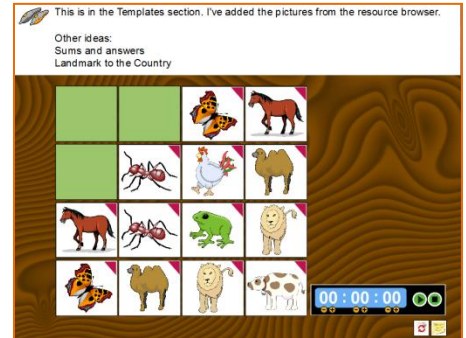 This is in the Templates section. I've added the pictures from the resource browser.
Other ideas:
Sums and answers
Landmark to the Country
00 : 00 : 00